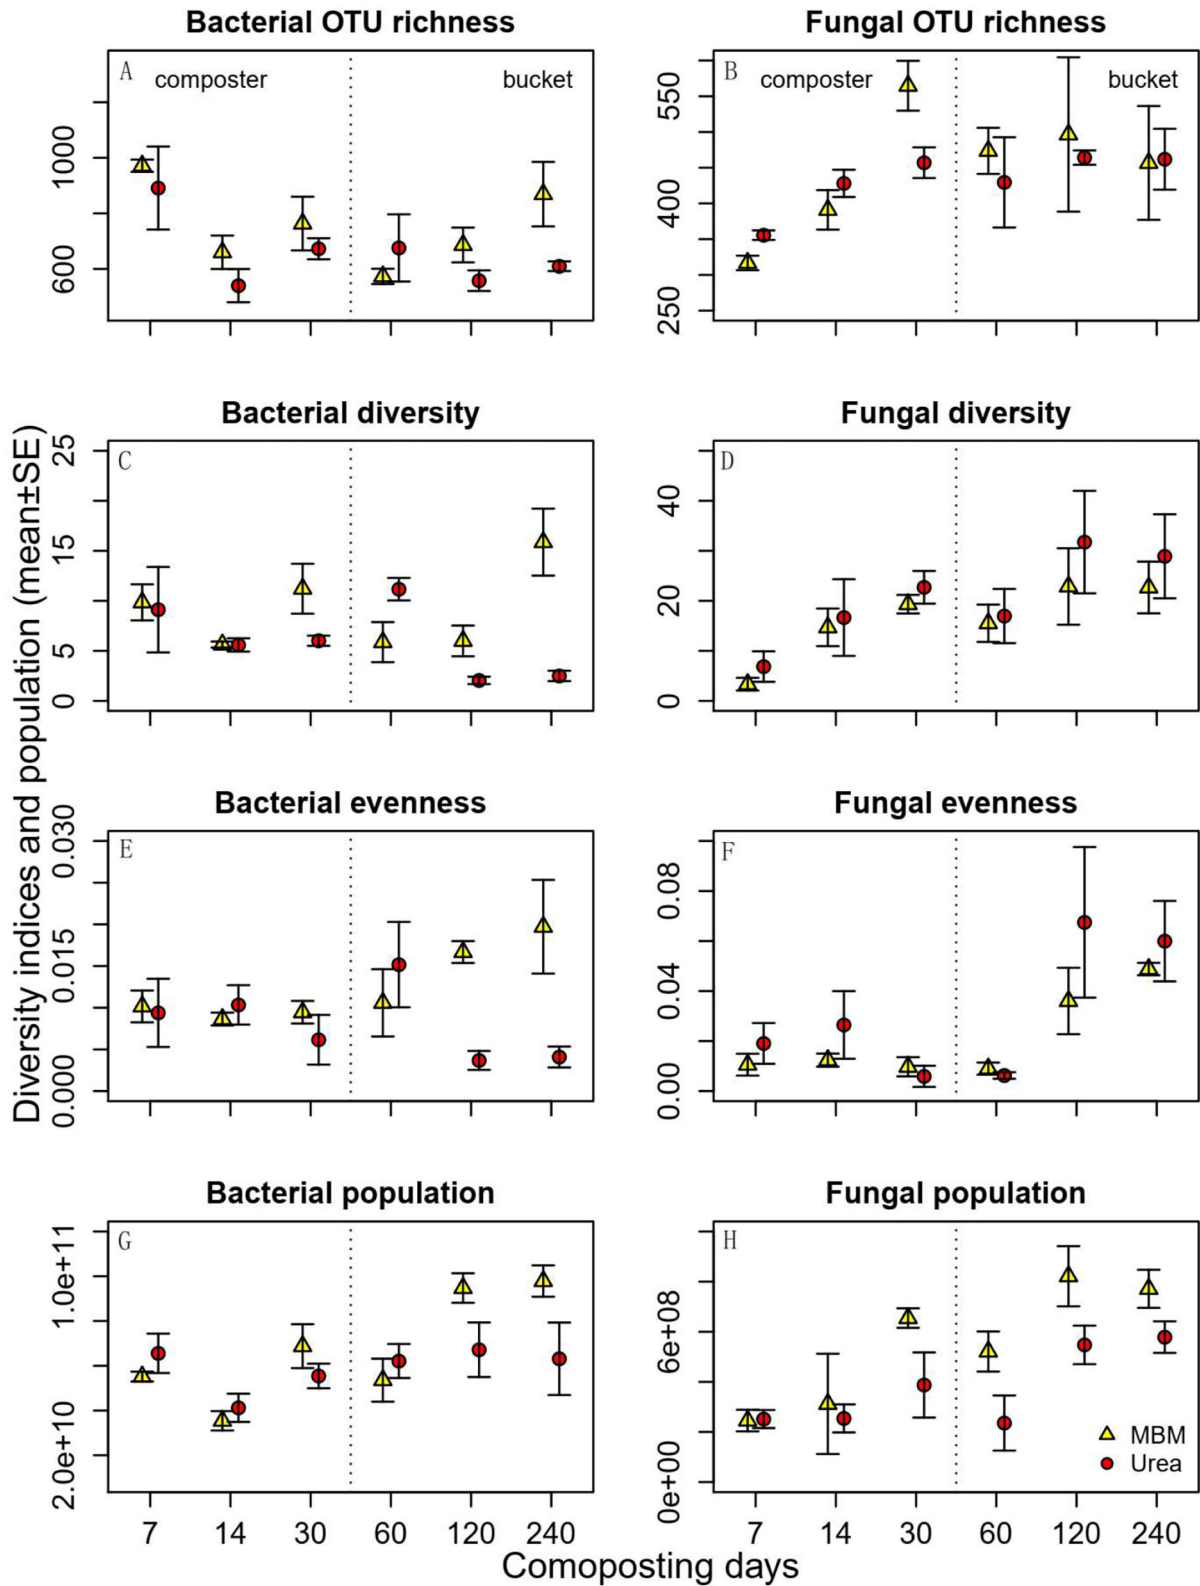 Bacterial OTU richness
Fungal OTU richness
A
composter
bucket
1000
600
B
composter
bucket
550
400
250
Diversity indices and population (mean±SE)
Bacterial diversity
Fungal diversity
C
25
15
5
0
D
40
20
0
Bacterial evenness
Fungal evenness
E
0.030
0.015
0.000
F
0.08
0.04
0.00
Bacterial population
Fungal population
G
1.0e+11
2.0e+10
7
14
30
60
120
240
H
6e+08
0e+00
MBM
Urea
7
14
30
60
120
240
Comoposting days